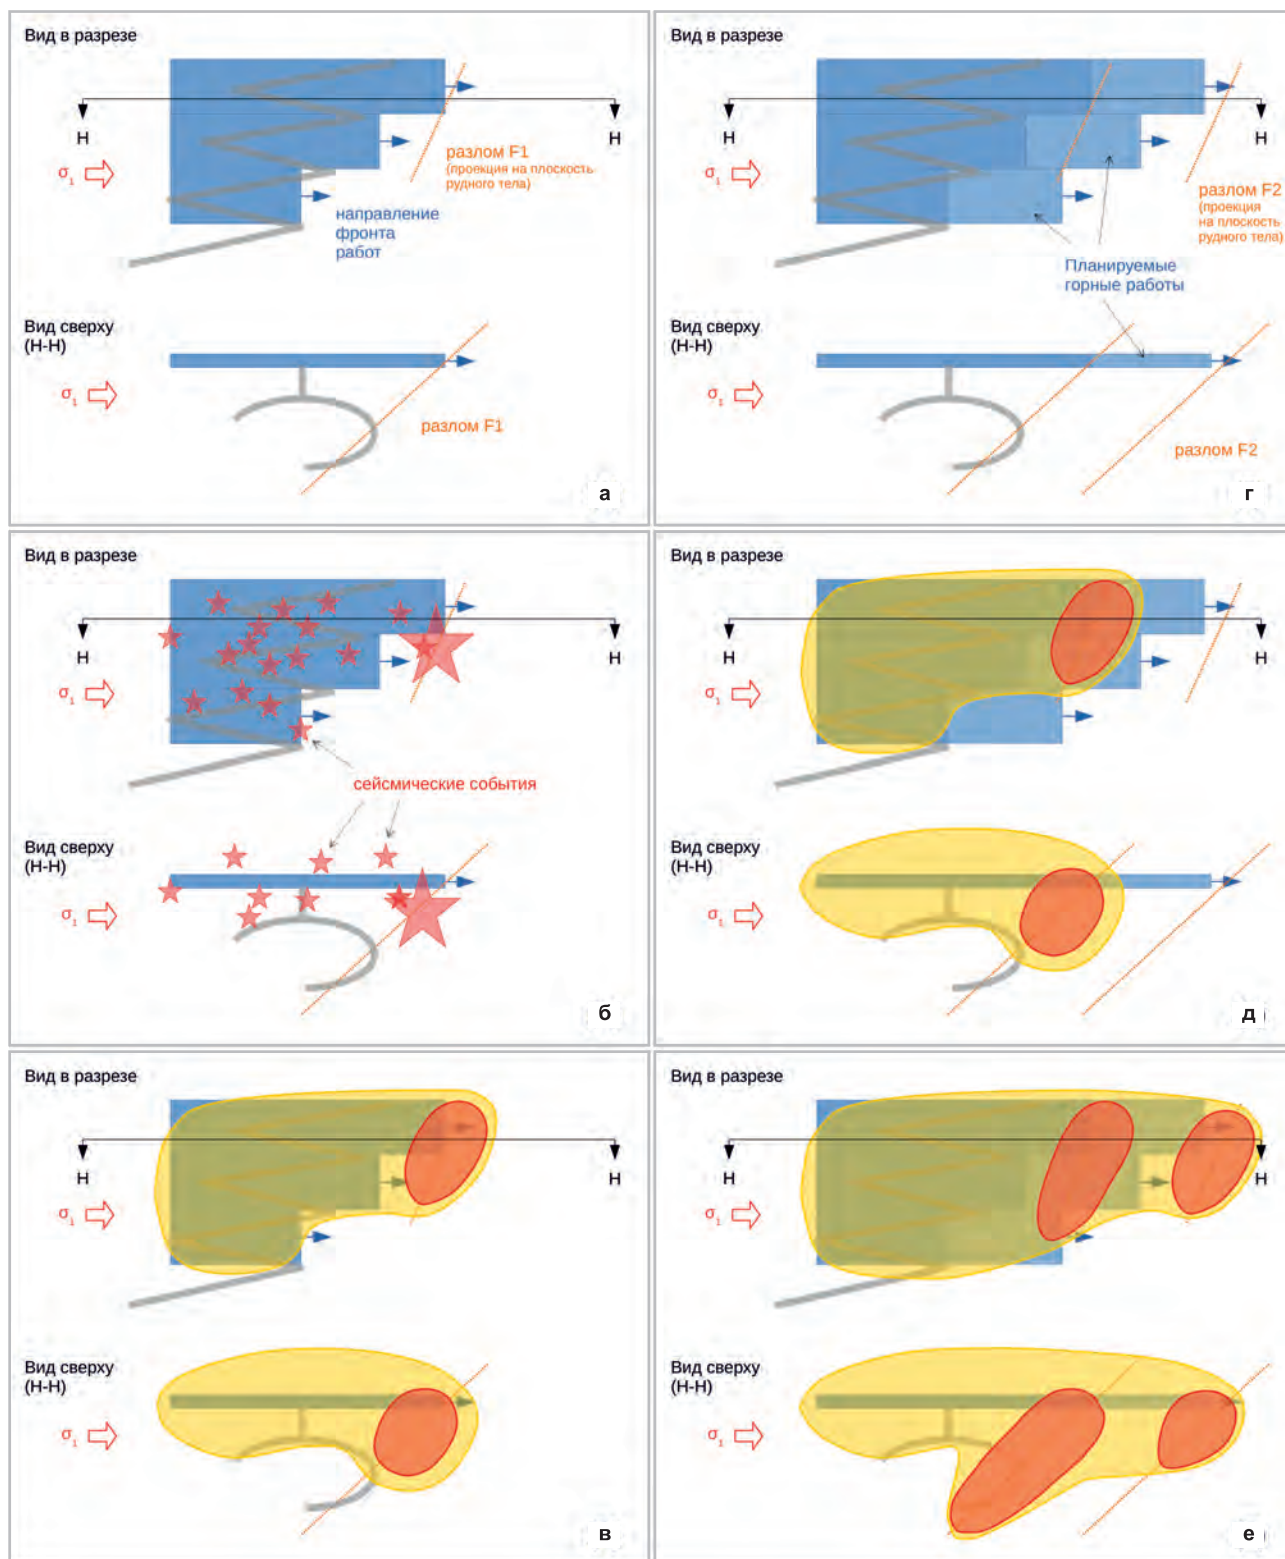 Вид в разрезе
H
H
σ1
разлом F1
(проекция на плоскость
рудного тела)
направление
фронта
работ
Вид сверху
(H-H)
σ1
разлом F1
а
Вид в разрезе
H
H
σ1
разлом F2
(проекция
на плоскость
рудного тела)
Планируемые
горные работы
Вид сверху
(H-H)
σ1
разлом F2
г
Вид в разрезе
H
H
σ1
сейсмические события
Вид сверху
(H-H)
σ1
б
Вид в разрезе
H
H
σ1
Вид сверху
(H-H)
σ1
д
Вид в разрезе
H
H
σ1
Вид сверху
(H-H)
σ1
в
Вид в разрезе
H
H
σ1
Вид сверху
(H-H)
σ1
е